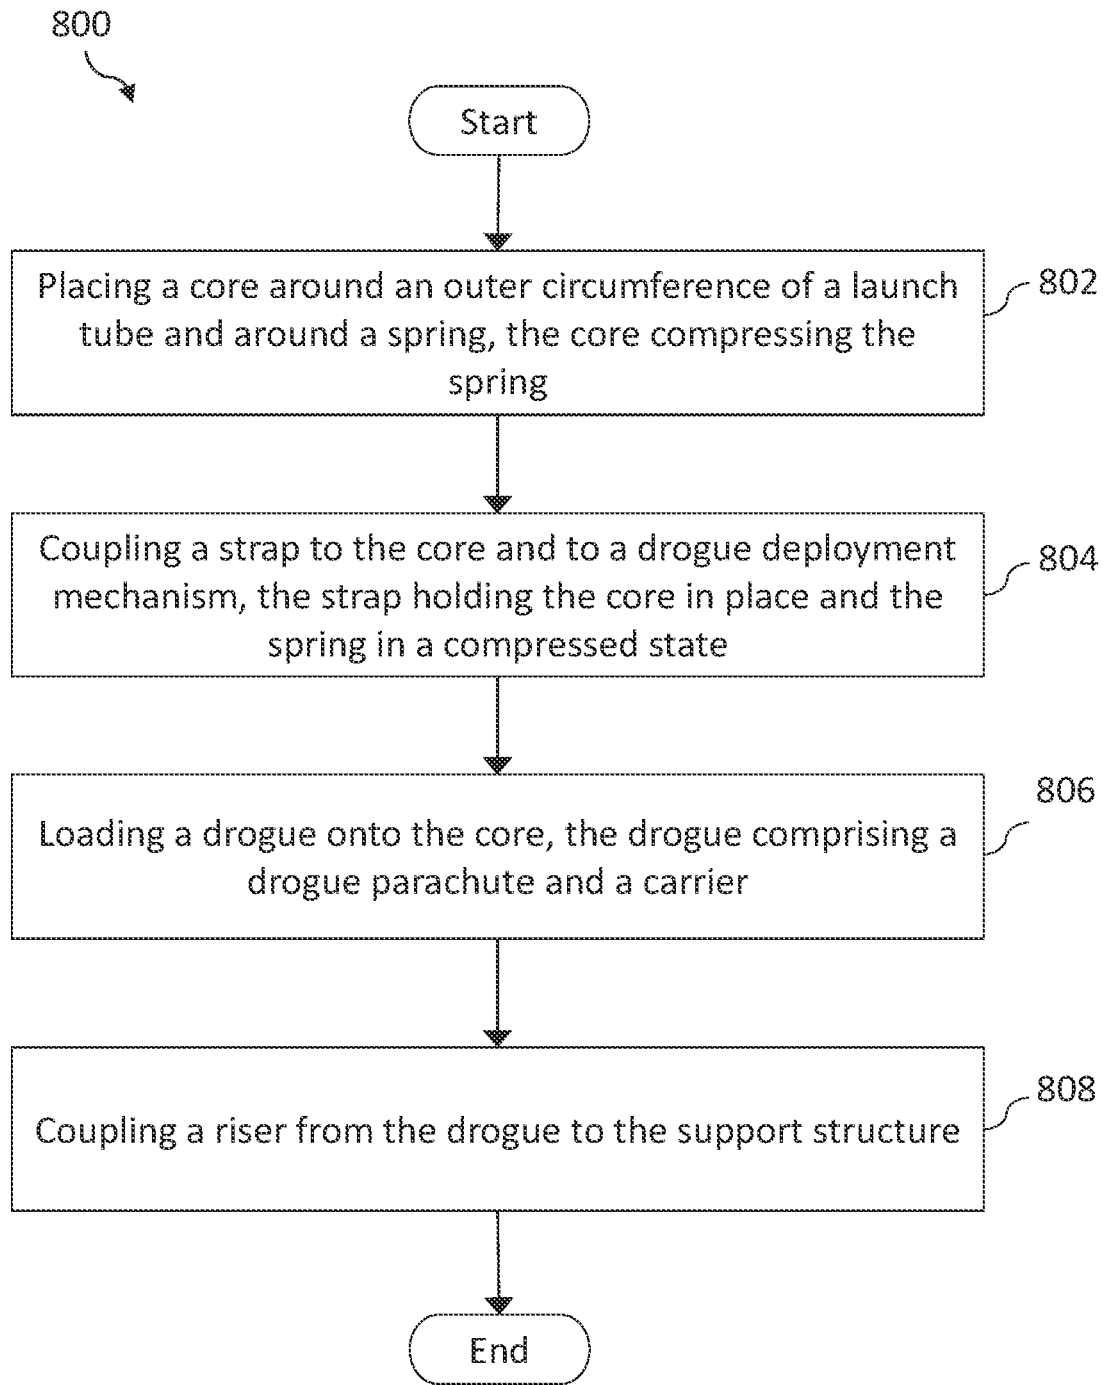 800
Start
Placing a core around an outer circumference of a launch
tube and around a spring, the core compressing the
spring
802
Coupling a strap to the core and to a drogue deployment
mechanism, the strap holding the core in place and the
spring in a compressed state
804
Loading a drogue onto the core, the drogue comprising a
drogue parachute and a carrier
806
Coupling a riser from the drogue to the support structure
808
End